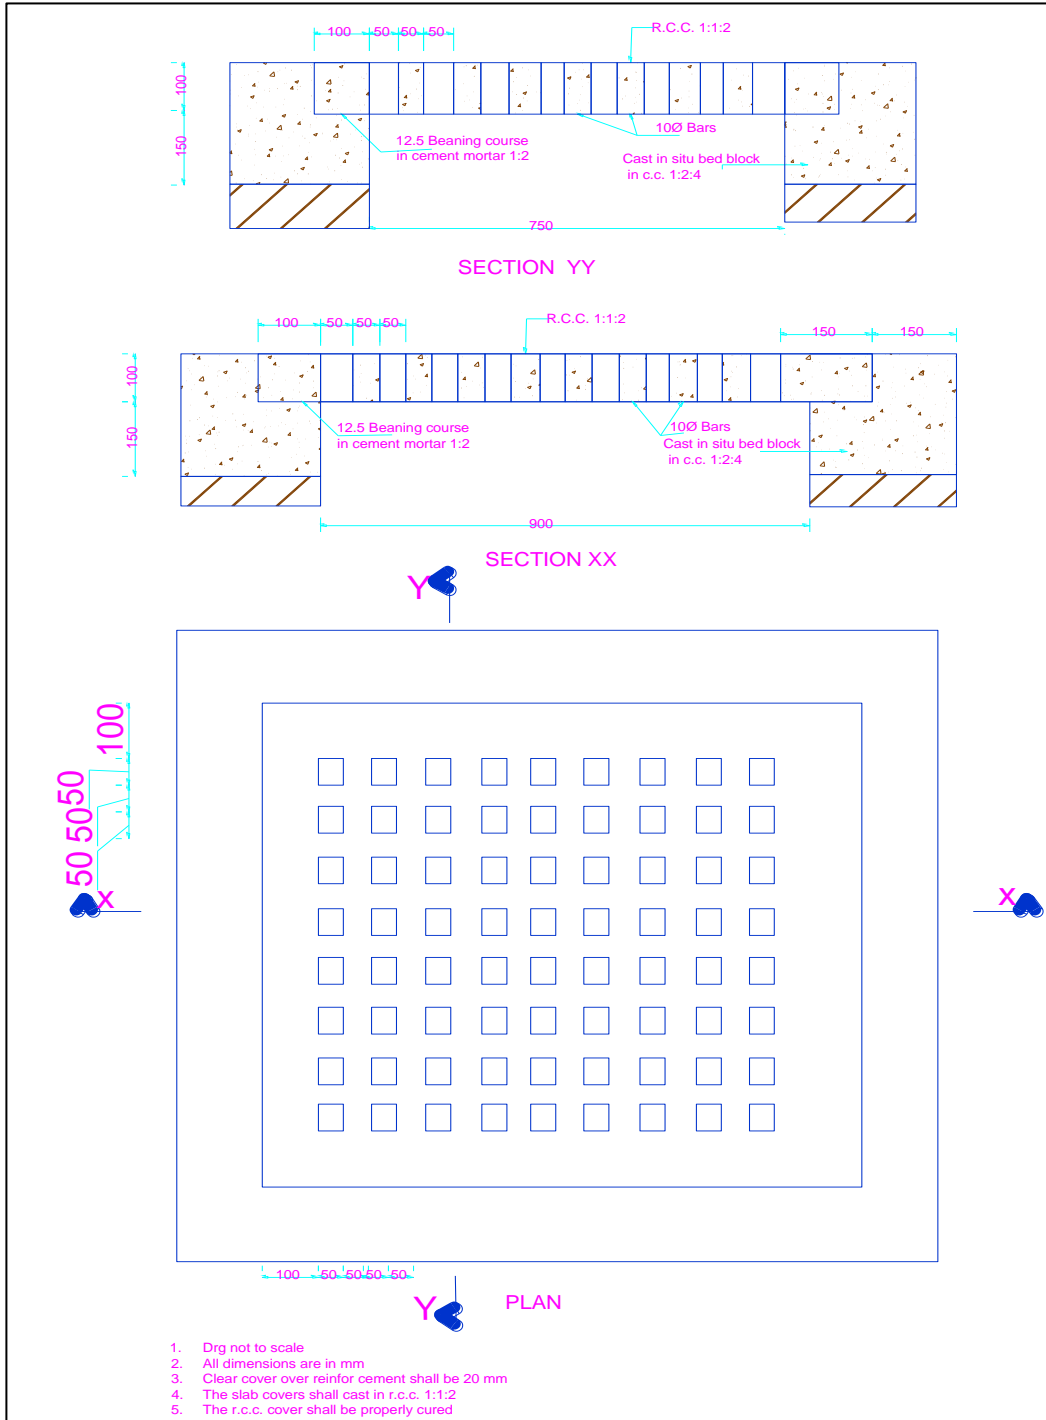 100 50 50 50
R.C.C. 1:1:2
100
150
12.5 Beaning course
in cement mortar 1:2
10Ø Bars
Cast in situ bed block
in c.c. 1:2:4
750
SECTION YY
100 50 50 50
R.C.C. 1:1:2
150 150
100
150
12.5 Beaning course
in cement mortar 1:2
10Ø Bars
Cast in situ bed block
in c.c. 1:2:4
900
SECTION XX
Y
100
50 50 50
X
X
100 50 50 50 50
Y
PLAN
1. Drg not to scale
2. All dimensions are in mm
3. Clear cover over reinfor cement shall be 20 mm
4. The slab covers shall cast in r.c.c. 1:1:2
5. The r.c.c. cover shall be properly cured